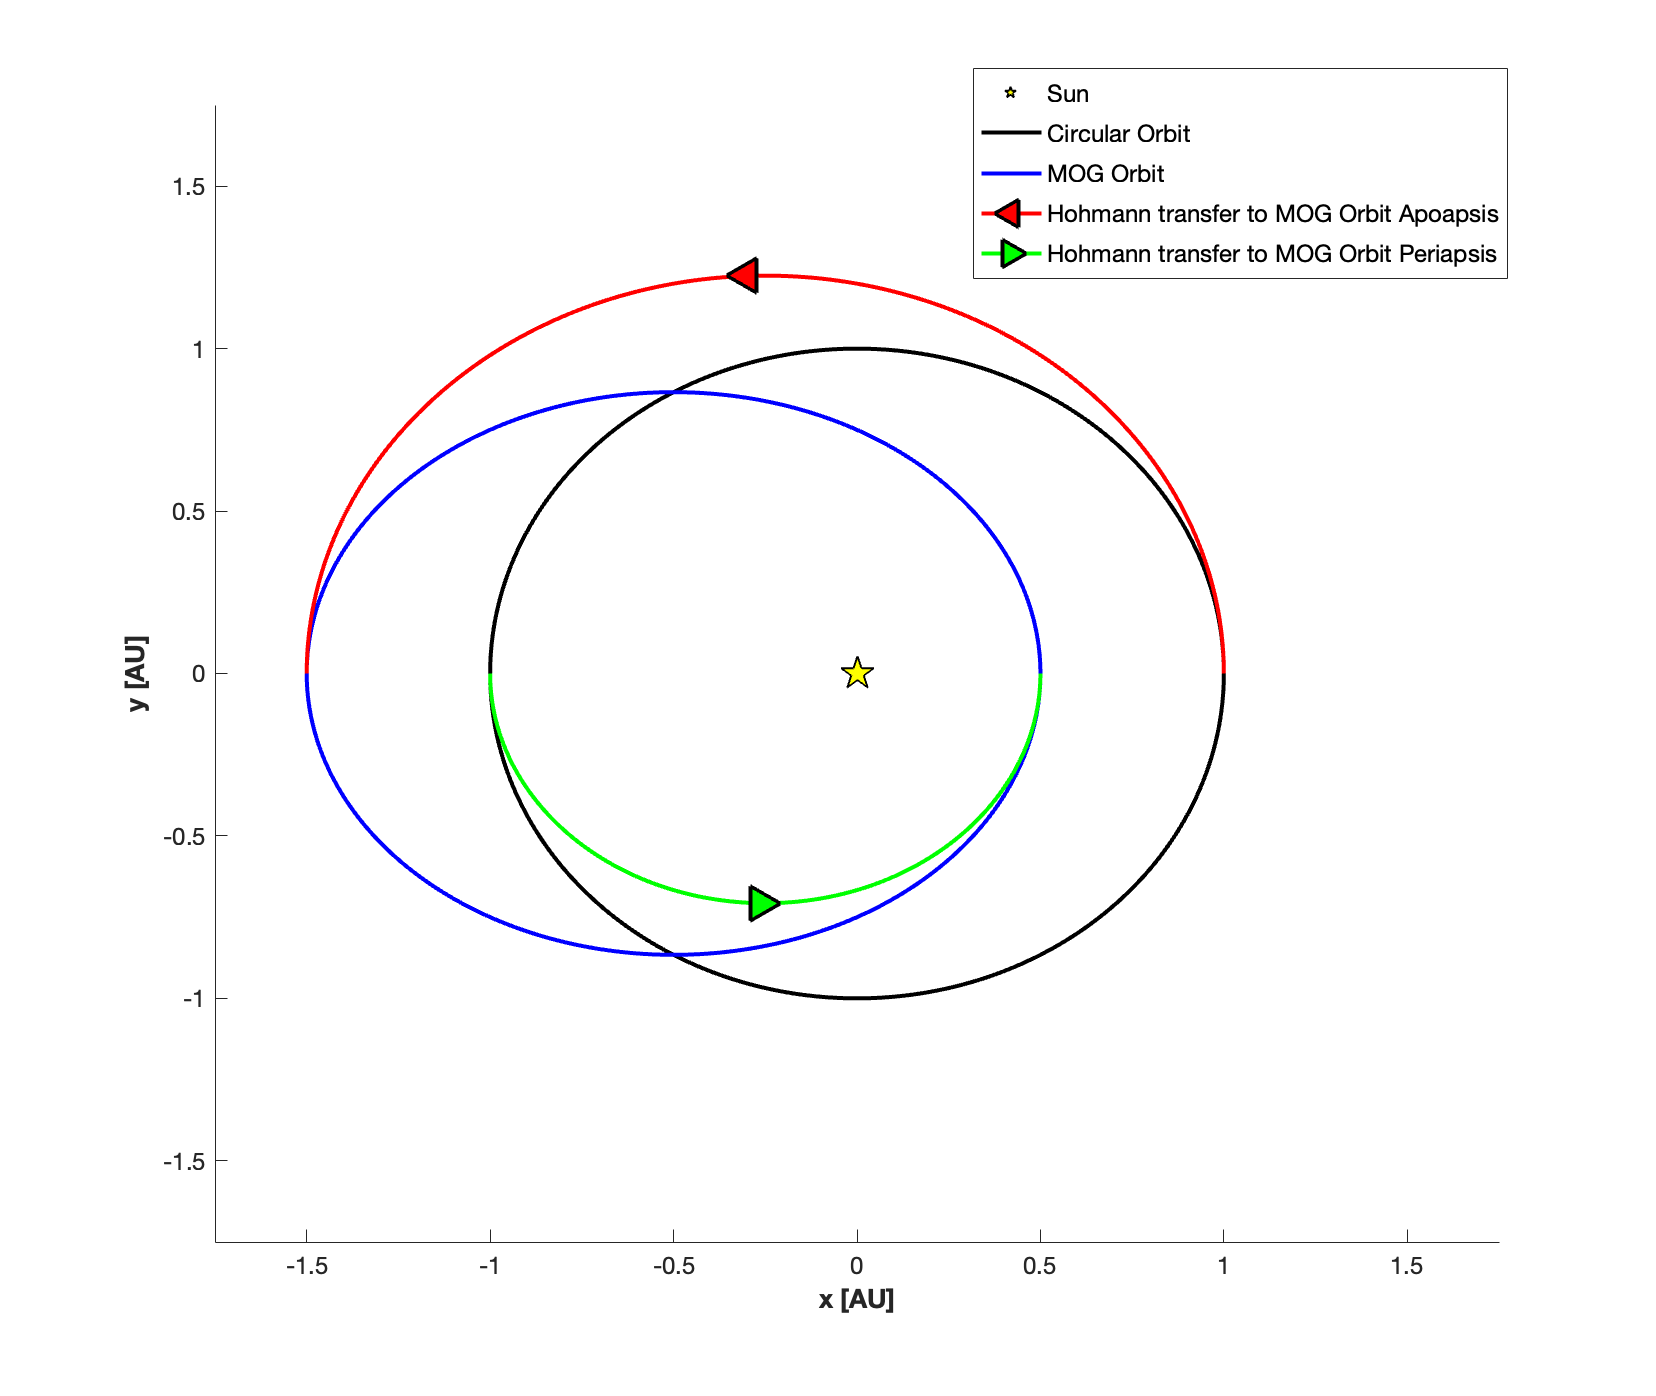 Sun
Circular Orbit
MOG Orbit
Hohmann transfer to MOG Orbit Apoapsis
Hohmann transfer to MOG Orbit Periapsis
1.5
1
0.5
0
-0.5
-1
-1.5
y [AU]
-1.5 -1 -0.5 0 0.5 1 1.5
x [AU]